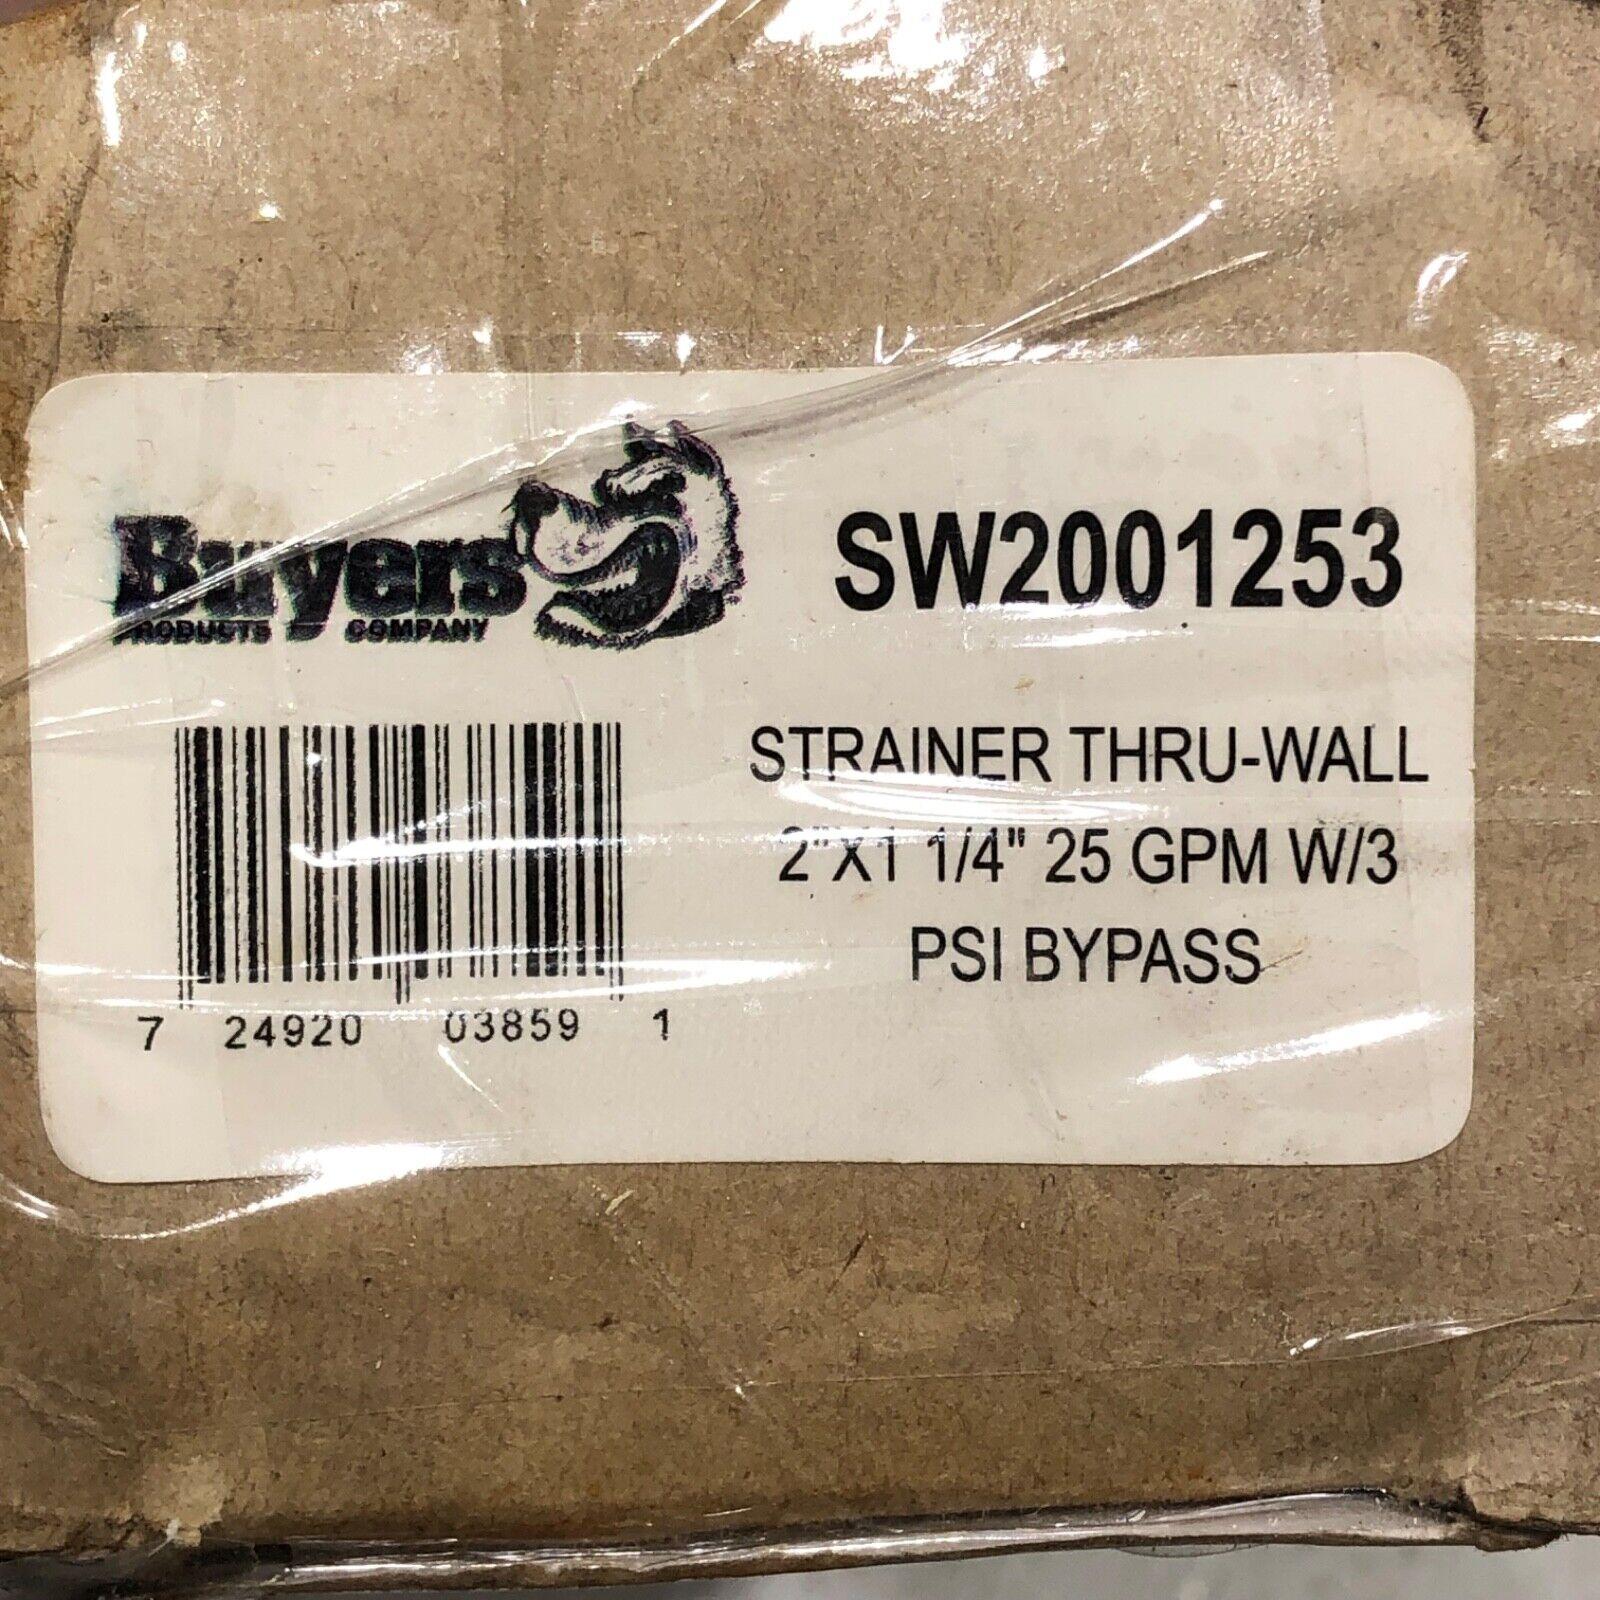 Buyers
PRODUCTS COMPANY
SW2001253
STRAINER THRU-WALL
2"X1 1/4" 25 GPM W/3
PSI BYPASS
7 24920 03859 1